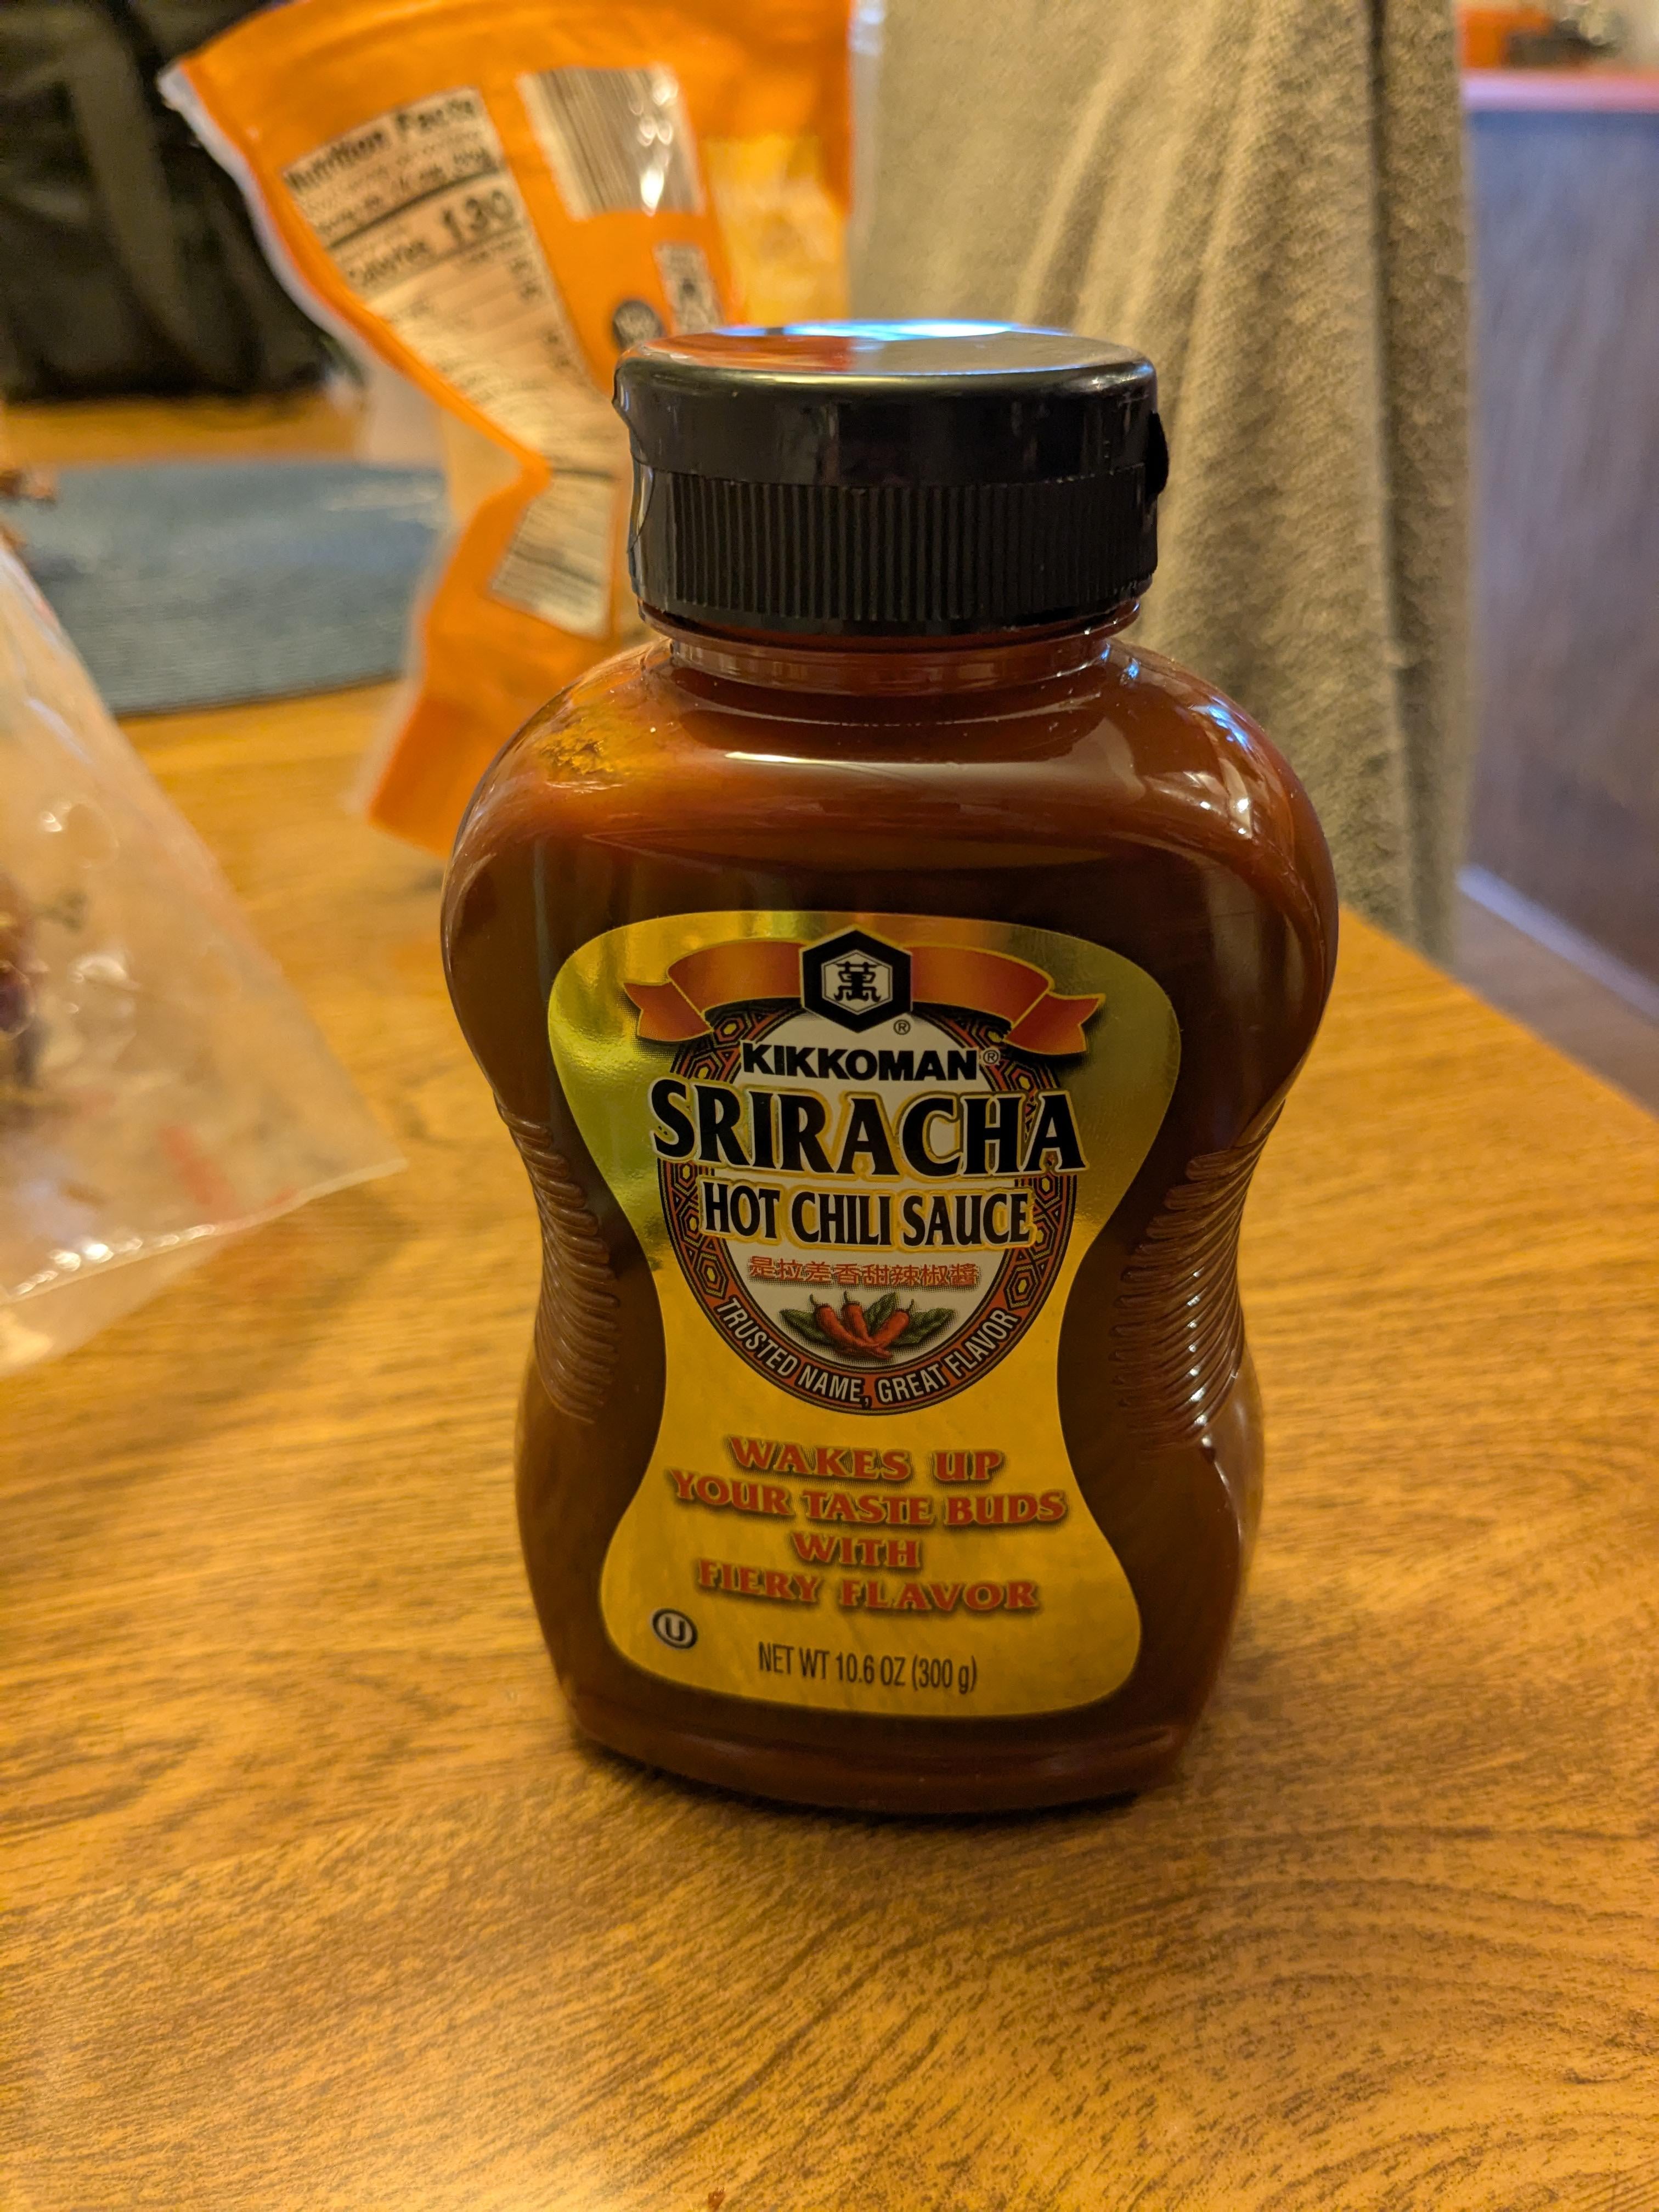 Nutrition Facts
Calories 130
萬
®
KIKKOMAN®
SRIRACHA
HOT CHILI SAUCE
是拉差香甜辣椒醬
TRUSTED NAME, GREAT FLAVOR
WAKES UP
YOUR TASTE BUDS
WITH
FIERY FLAVOR
U
NET WT 10.6 OZ (300 g)